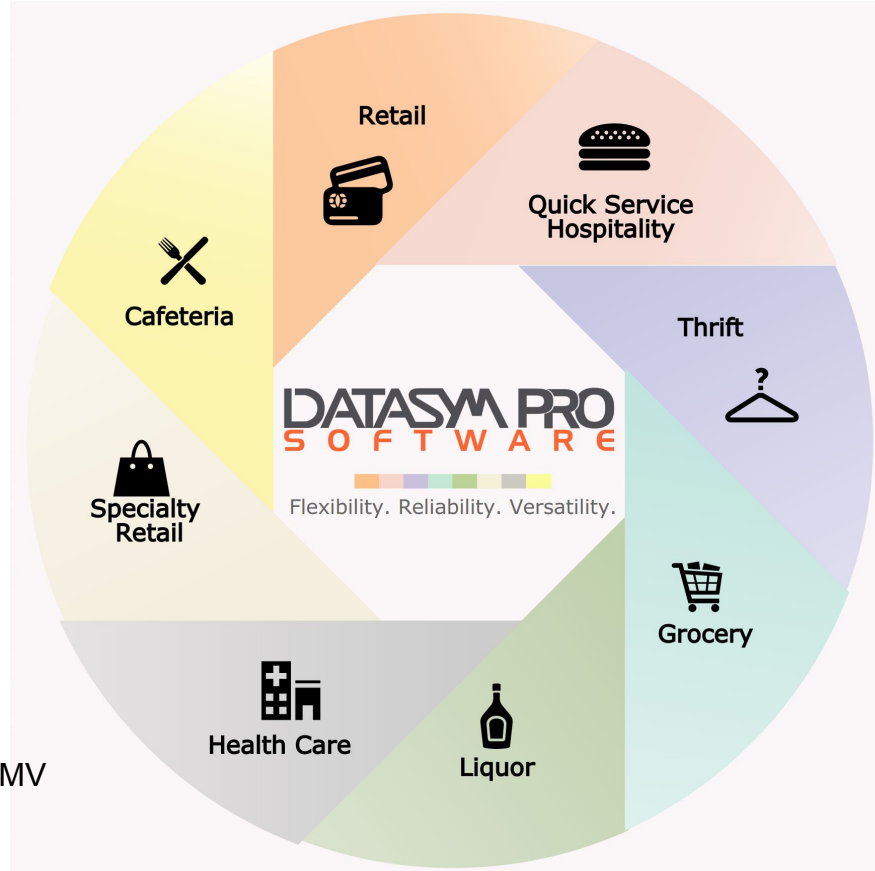 Retail
Quick Service
Hospitality
Cafeteria
Thrift
?
DATASYM PRO
SOFTWARE
Flexibility. Reliability. Versatility.
Specialty
Retail
Grocery
Health Care
Liquor
MV